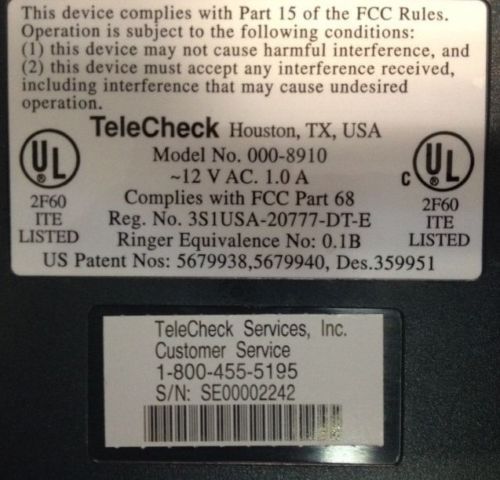 This device complies with Part 15 of the FCC Rules.
Operation is subject to the following conditions:
(1) this device may not cause harmful interference, and
(2) this device must accept any interference received,
including interference that may cause undesired
operation.
TeleCheck Houston, TX, USA
Model No. 000-8910
~12 V AC. 1.0 A
Complies with FCC Part 68
Reg. No. 3S1USA-20777-DT-E
Ringer Equivalence No: 0.1B
US Patent Nos: 5679938,5679940, Des.359951
UL ®
2F60
ITE
LISTED
c UL ®
2F60
ITE
LISTED
TeleCheck Services, Inc.
Customer Service
1-800-455-5195
S/N: SE00002242